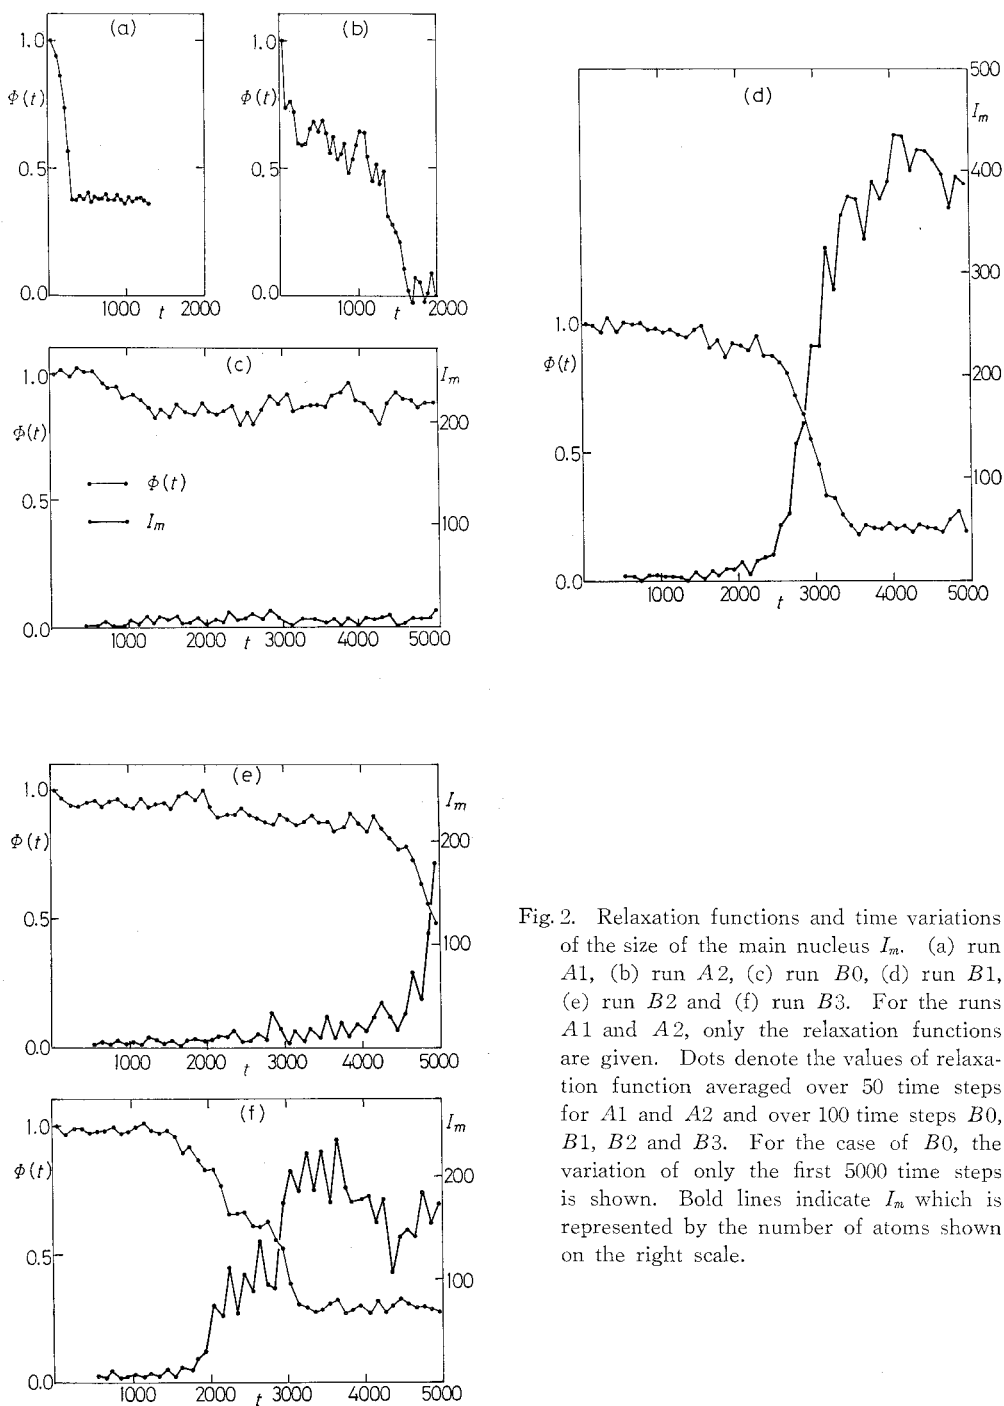 (a)
1.0
Φ(t)
0.5
0.0
1000 2000
t
(b)
1.0
Φ(t)
0.5
0.0
1000 2000
t
(c)
1.0
Φ(t)
0.5
0.0
Φ(t)
I_m
I_m
200
100
1000 2000 3000 4000 5000
t
(d)
500
I_m
400
300
200
100
1.0
Φ(t)
0.5
0.0
1000 2000 3000 4000 5000
t
(e)
1.0
Φ(t)
0.5
0.0
I_m
200
100
1000 2000 3000 4000 5000
t
(f)
1.0
Φ(t)
0.5
0.0
I_m
200
100
1000 2000 3000 4000 5000
t
Fig. 2. Relaxation functions and time variations
of the size of the main nucleus I_m. (a) run
A1, (b) run A2, (c) run B0, (d) run B1,
(e) run B2 and (f) run B3. For the runs
A1 and A2, only the relaxation functions
are given. Dots denote the values of relaxa-
tion function averaged over 50 time steps
for A1 and A2 and over 100 time steps B0,
B1, B2 and B3. For the case of B0, the
variation of only the first 5000 time steps
is shown. Bold lines indicate I_m which is
represented by the number of atoms shown
on the right scale.